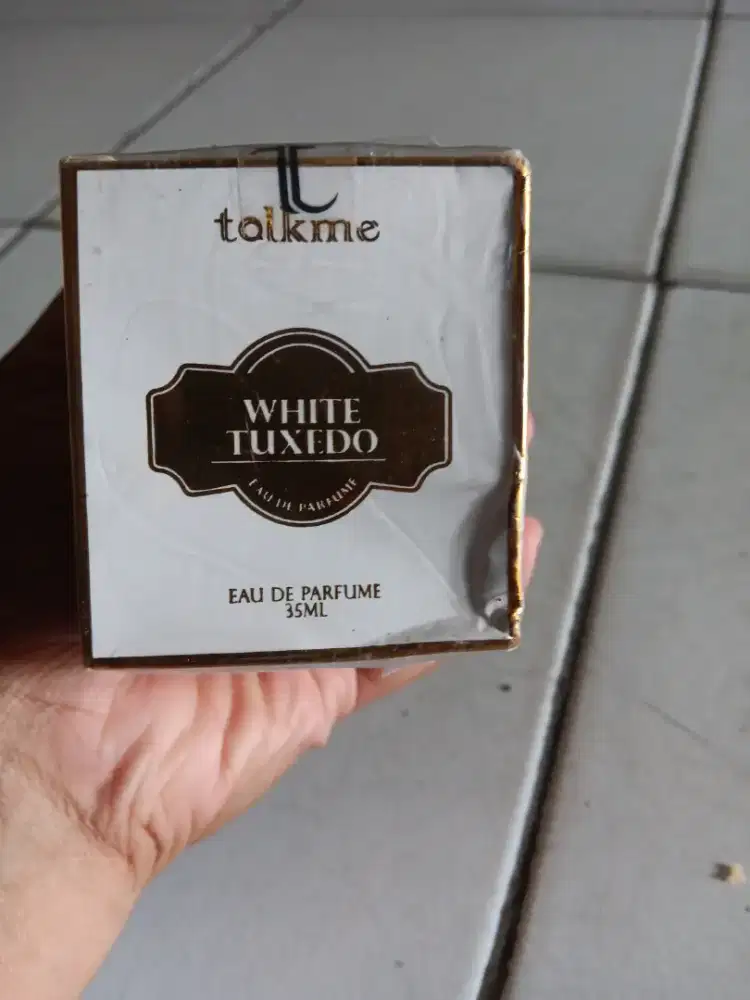 talkme
WHITE
TUXEDO
EAU DE PARFUME
EAU DE PARFUME
35ML